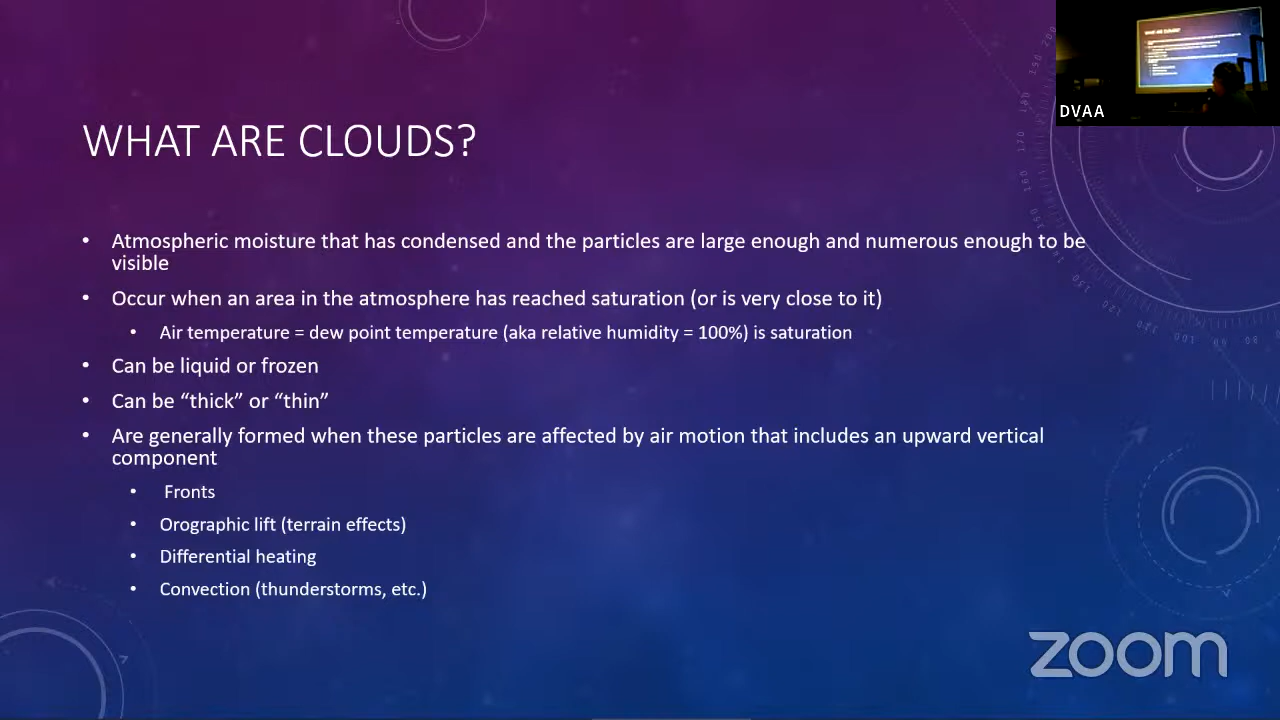 WHAT ARE CLOUDS?
• Atmospheric moisture that has condensed and the particles are large enough and numerous enough to be
visible
• Occur when an area in the atmosphere has reached saturation (or is very close to it)
• Air temperature = dew point temperature (aka relative humidity = 100%) is saturation
• Can be liquid or frozen
• Can be “thick” or “thin”
• Are generally formed when these particles are affected by air motion that includes an upward vertical
component
• Fronts
• Orographic lift (terrain effects)
• Differential heating
• Convection (thunderstorms, etc.)
DVAA
zoom